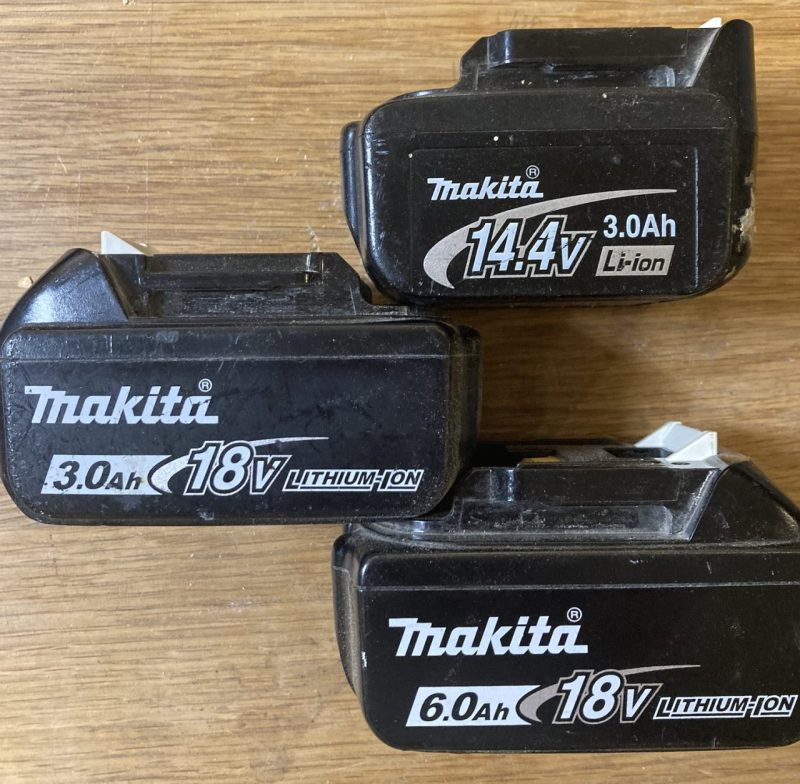 makita®
14.4V 3.0Ah
Li-ion
makita®
3.0Ah 18V LITHIUM-ION
makita®
6.0Ah 18V LITHIUM-ION